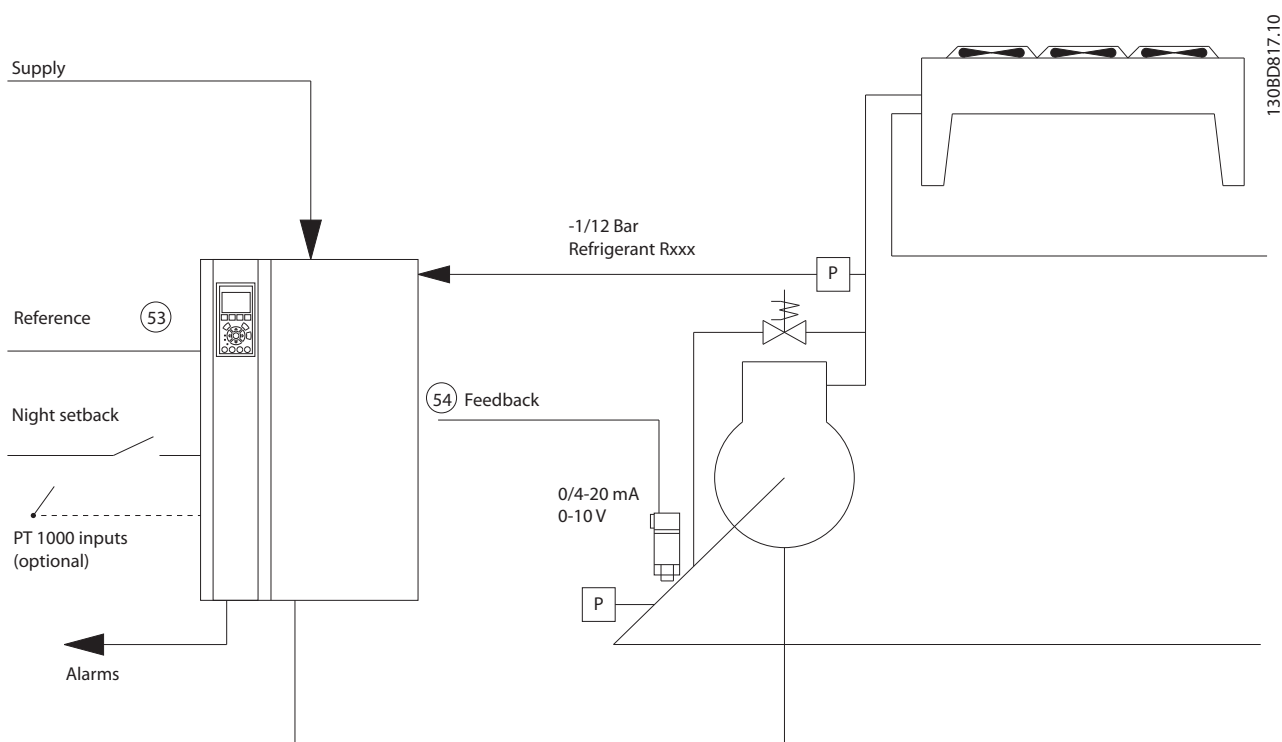 130BD817.10
Supply
-1/12 Bar
Refrigerant Rxxx
P
Reference
53
54 Feedback
Night setback
0/4-20 mA
0-10 V
PT 1000 inputs
(optional)
P
Alarms